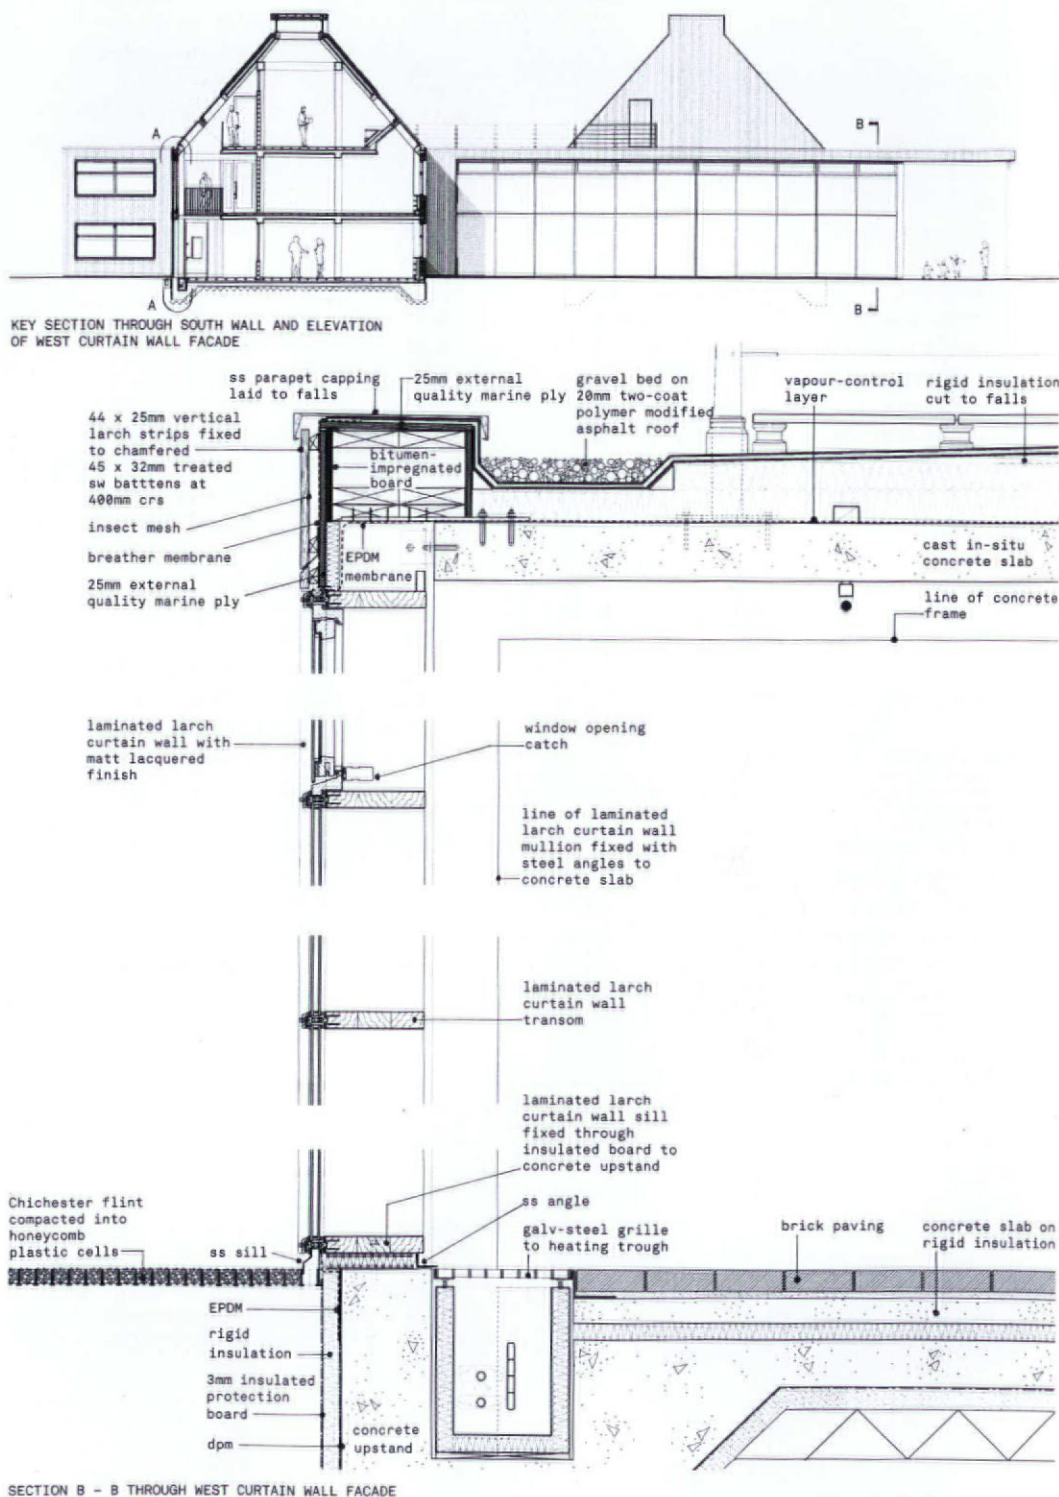 A
A
B
B
KEY SECTION THROUGH SOUTH WALL AND ELEVATION
OF WEST CURTAIN WALL FACADE
ss parapet capping
laid to falls
25mm external
quality marine ply
gravel bed on
20mm two-coat
polymer modified
asphalt roof
vapour-control
layer
rigid insulation
cut to falls
44 x 25mm vertical
larch strips fixed
to chamfered
45 x 32mm treated
sw batttens at
400mm crs
bitumen-
impregnated
board
insect mesh
breather membrane
25mm external
quality marine ply
EPDM
membrane
cast in-situ
concrete slab
line of concrete
frame
laminated larch
curtain wall with
matt lacquered
finish
window opening
catch
line of laminated
larch curtain wall
mullion fixed with
steel angles to
concrete slab
laminated larch
curtain wall
transom
laminated larch
curtain wall sill
fixed through
insulated board to
concrete upstand
Chichester flint
compacted into
honeycomb
plastic cells
ss sill
ss angle
galv-steel grille
to heating trough
brick paving
concrete slab on
rigid insulation
EPDM
rigid
insulation
3mm insulated
protection
board
dpm
concrete
upstand
SECTION B - B THROUGH WEST CURTAIN WALL FACADE